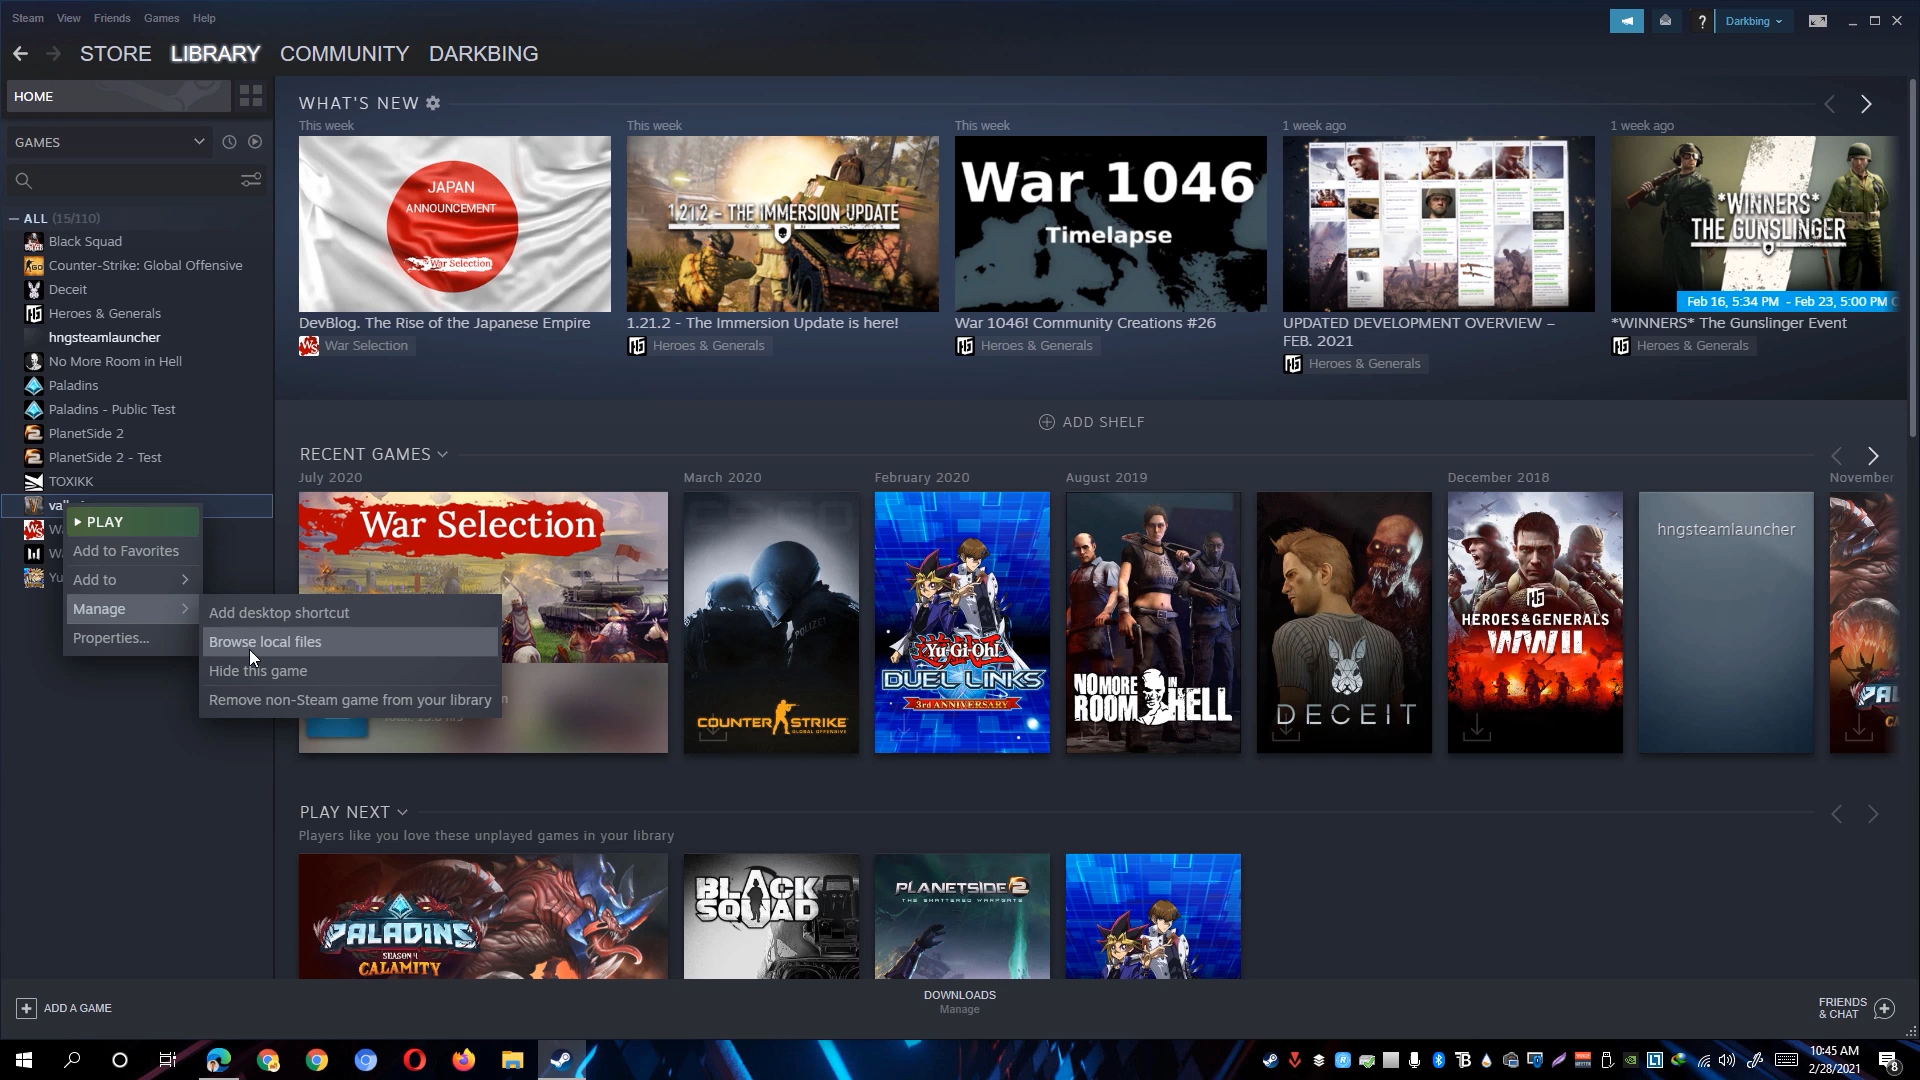 Steam View Friends Games Help
Darkbing
STORE LIBRARY COMMUNITY DARKBING
HOME
GAMES
ALL (15/110)
Black Squad
Counter-Strike: Global Offensive
Deceit
Heroes & Generals
hngsteamlauncher
No More Room in Hell
Paladins
Paladins - Public Test
PlanetSide 2
PlanetSide 2 - Test
TOXIKK
PLAY
Add to Favorites
Add to
Manage
Properties...
Add desktop shortcut
Browse local files
Hide this game
Remove non-Steam game from your library
WHAT'S NEW
This week
JAPAN
ANNOUNCEMENT
War Selection
DevBlog. The Rise of the Japanese Empire
War Selection
This week
1.21.2 - THE IMMERSION UPDATE
1.21.2 - The Immersion Update is here!
Heroes & Generals
This week
War 1046
Timelapse
War 1046! Community Creations #26
Heroes & Generals
1 week ago
UPDATED DEVELOPMENT OVERVIEW –
FEB. 2021
Heroes & Generals
1 week ago
*WINNERS*
THE GUNSLINGER
Feb 16, 5:34 PM - Feb 23, 5:00 PM
*WINNERS* The Gunslinger Event
Heroes & Generals
ADD SHELF
RECENT GAMES
July 2020
War Selection
March 2020
COUNTER STRIKE
GLOBAL OFFENSIVE
February 2020
Yu-Gi-Oh!
DUEL LINKS
3rd ANNIVERSARY
August 2019
NO MORE ROOM IN HELL
DECEIT
December 2018
HEROES & GENERALS
WWII
hngsteamlauncher
November
PLAY NEXT
Players like you love these unplayed games in your library
PALADINS
SEASON 4
CALAMITY
BLACK
SQUAD
PLANETSIDE 2
THE SHATTERED WARPGATE
ADD A GAME
DOWNLOADS
Manage
FRIENDS
& CHAT
10:45 AM
2/28/2021
8